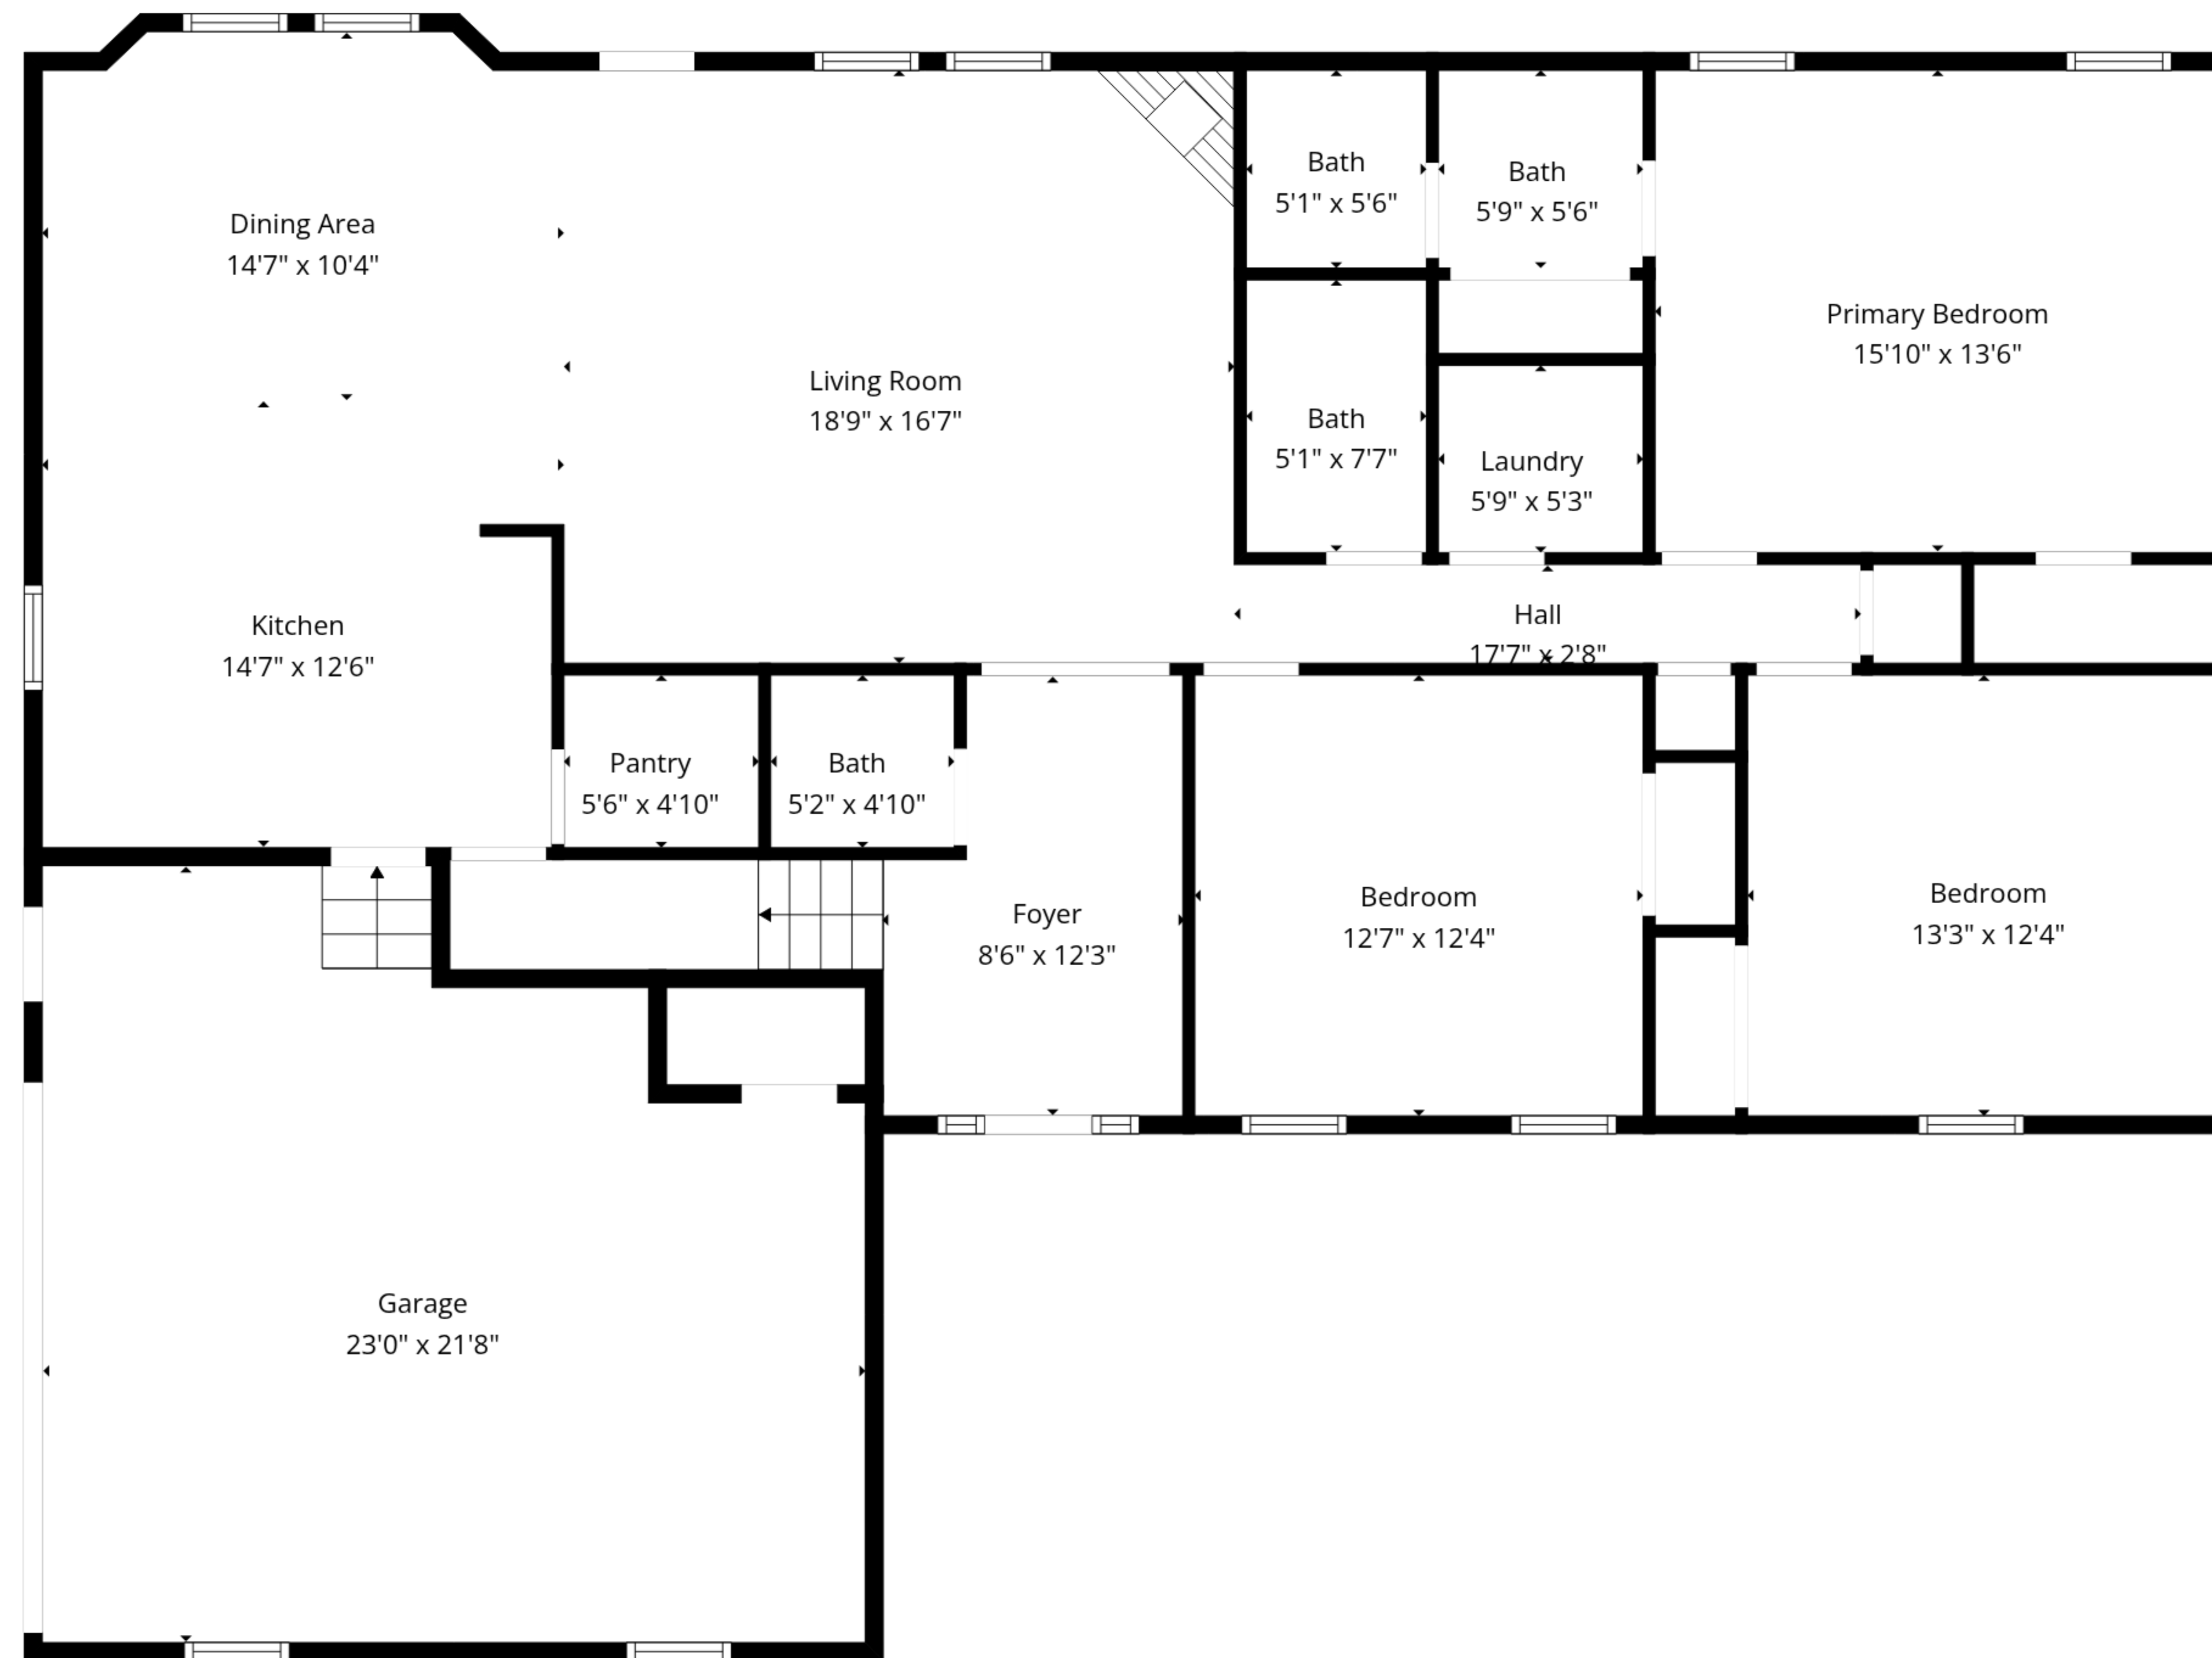 Dining Area
14'7" x 10'4"
Living Room
18'9" x 16'7"
Bath
5'1" x 5'6"
Bath
5'9" x 5'6"
Primary Bedroom
15'10" x 13'6"
Bath
5'1" x 7'7"
Laundry
5'9" x 5'3"
Kitchen
14'7" x 12'6"
Hall
17'7" x 2'8"
Pantry
5'6" x 4'10"
Bath
5'2" x 4'10"
Foyer
8'6" x 12'3"
Bedroom
12'7" x 12'4"
Bedroom
13'3" x 12'4"
Garage
23'0" x 21'8"